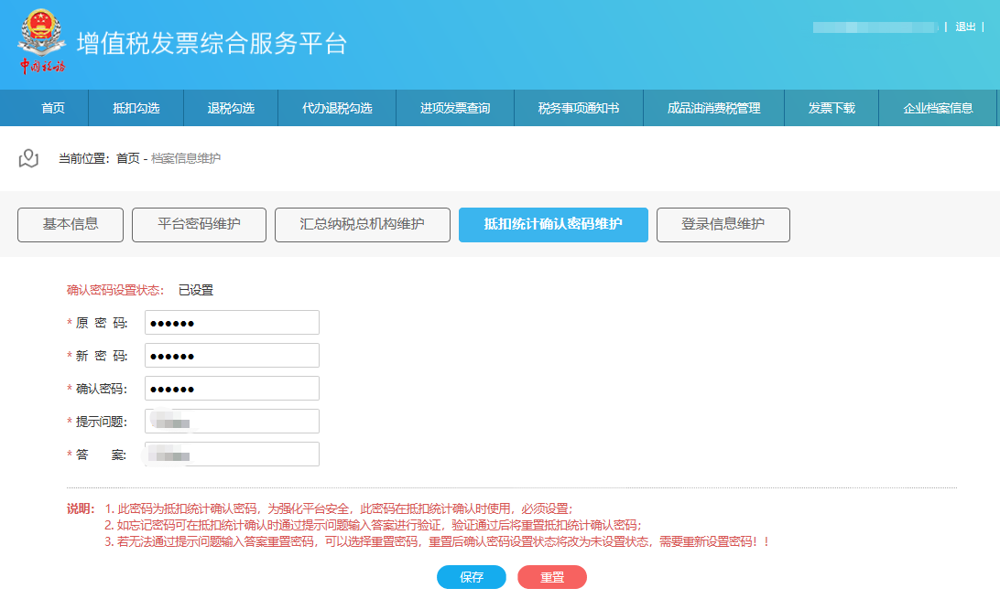 中国税务
增值税发票综合服务平台
| 退出 |
首页 抵扣勾选 退税勾选 代办退税勾选 进项发票查询 税务事项通知书 成品油消费税管理 发票下载 企业档案信息
当前位置：首页 - 档案信息维护
基本信息 平台密码维护 汇总纳税总机构维护 抵扣统计确认密码维护 登录信息维护
确认密码设置状态： 已设置
* 原 密 码: ●●●●●●
* 新 密 码: ●●●●●●
* 确认密码: ●●●●●●
* 提示问题:
* 答 案:
说明： 1. 此密码为抵扣统计确认密码，为强化平台安全，此密码在抵扣统计确认时使用，必须设置；
2. 如忘记密码可在抵扣统计确认时通过提示问题输入答案进行验证，验证通过后将重置抵扣统计确认密码；
3. 若无法通过提示问题输入答案重置密码，可以选择重置密码，重置后确认密码设置状态将改为未设置状态，需要重新设置密码！！
保存 重置